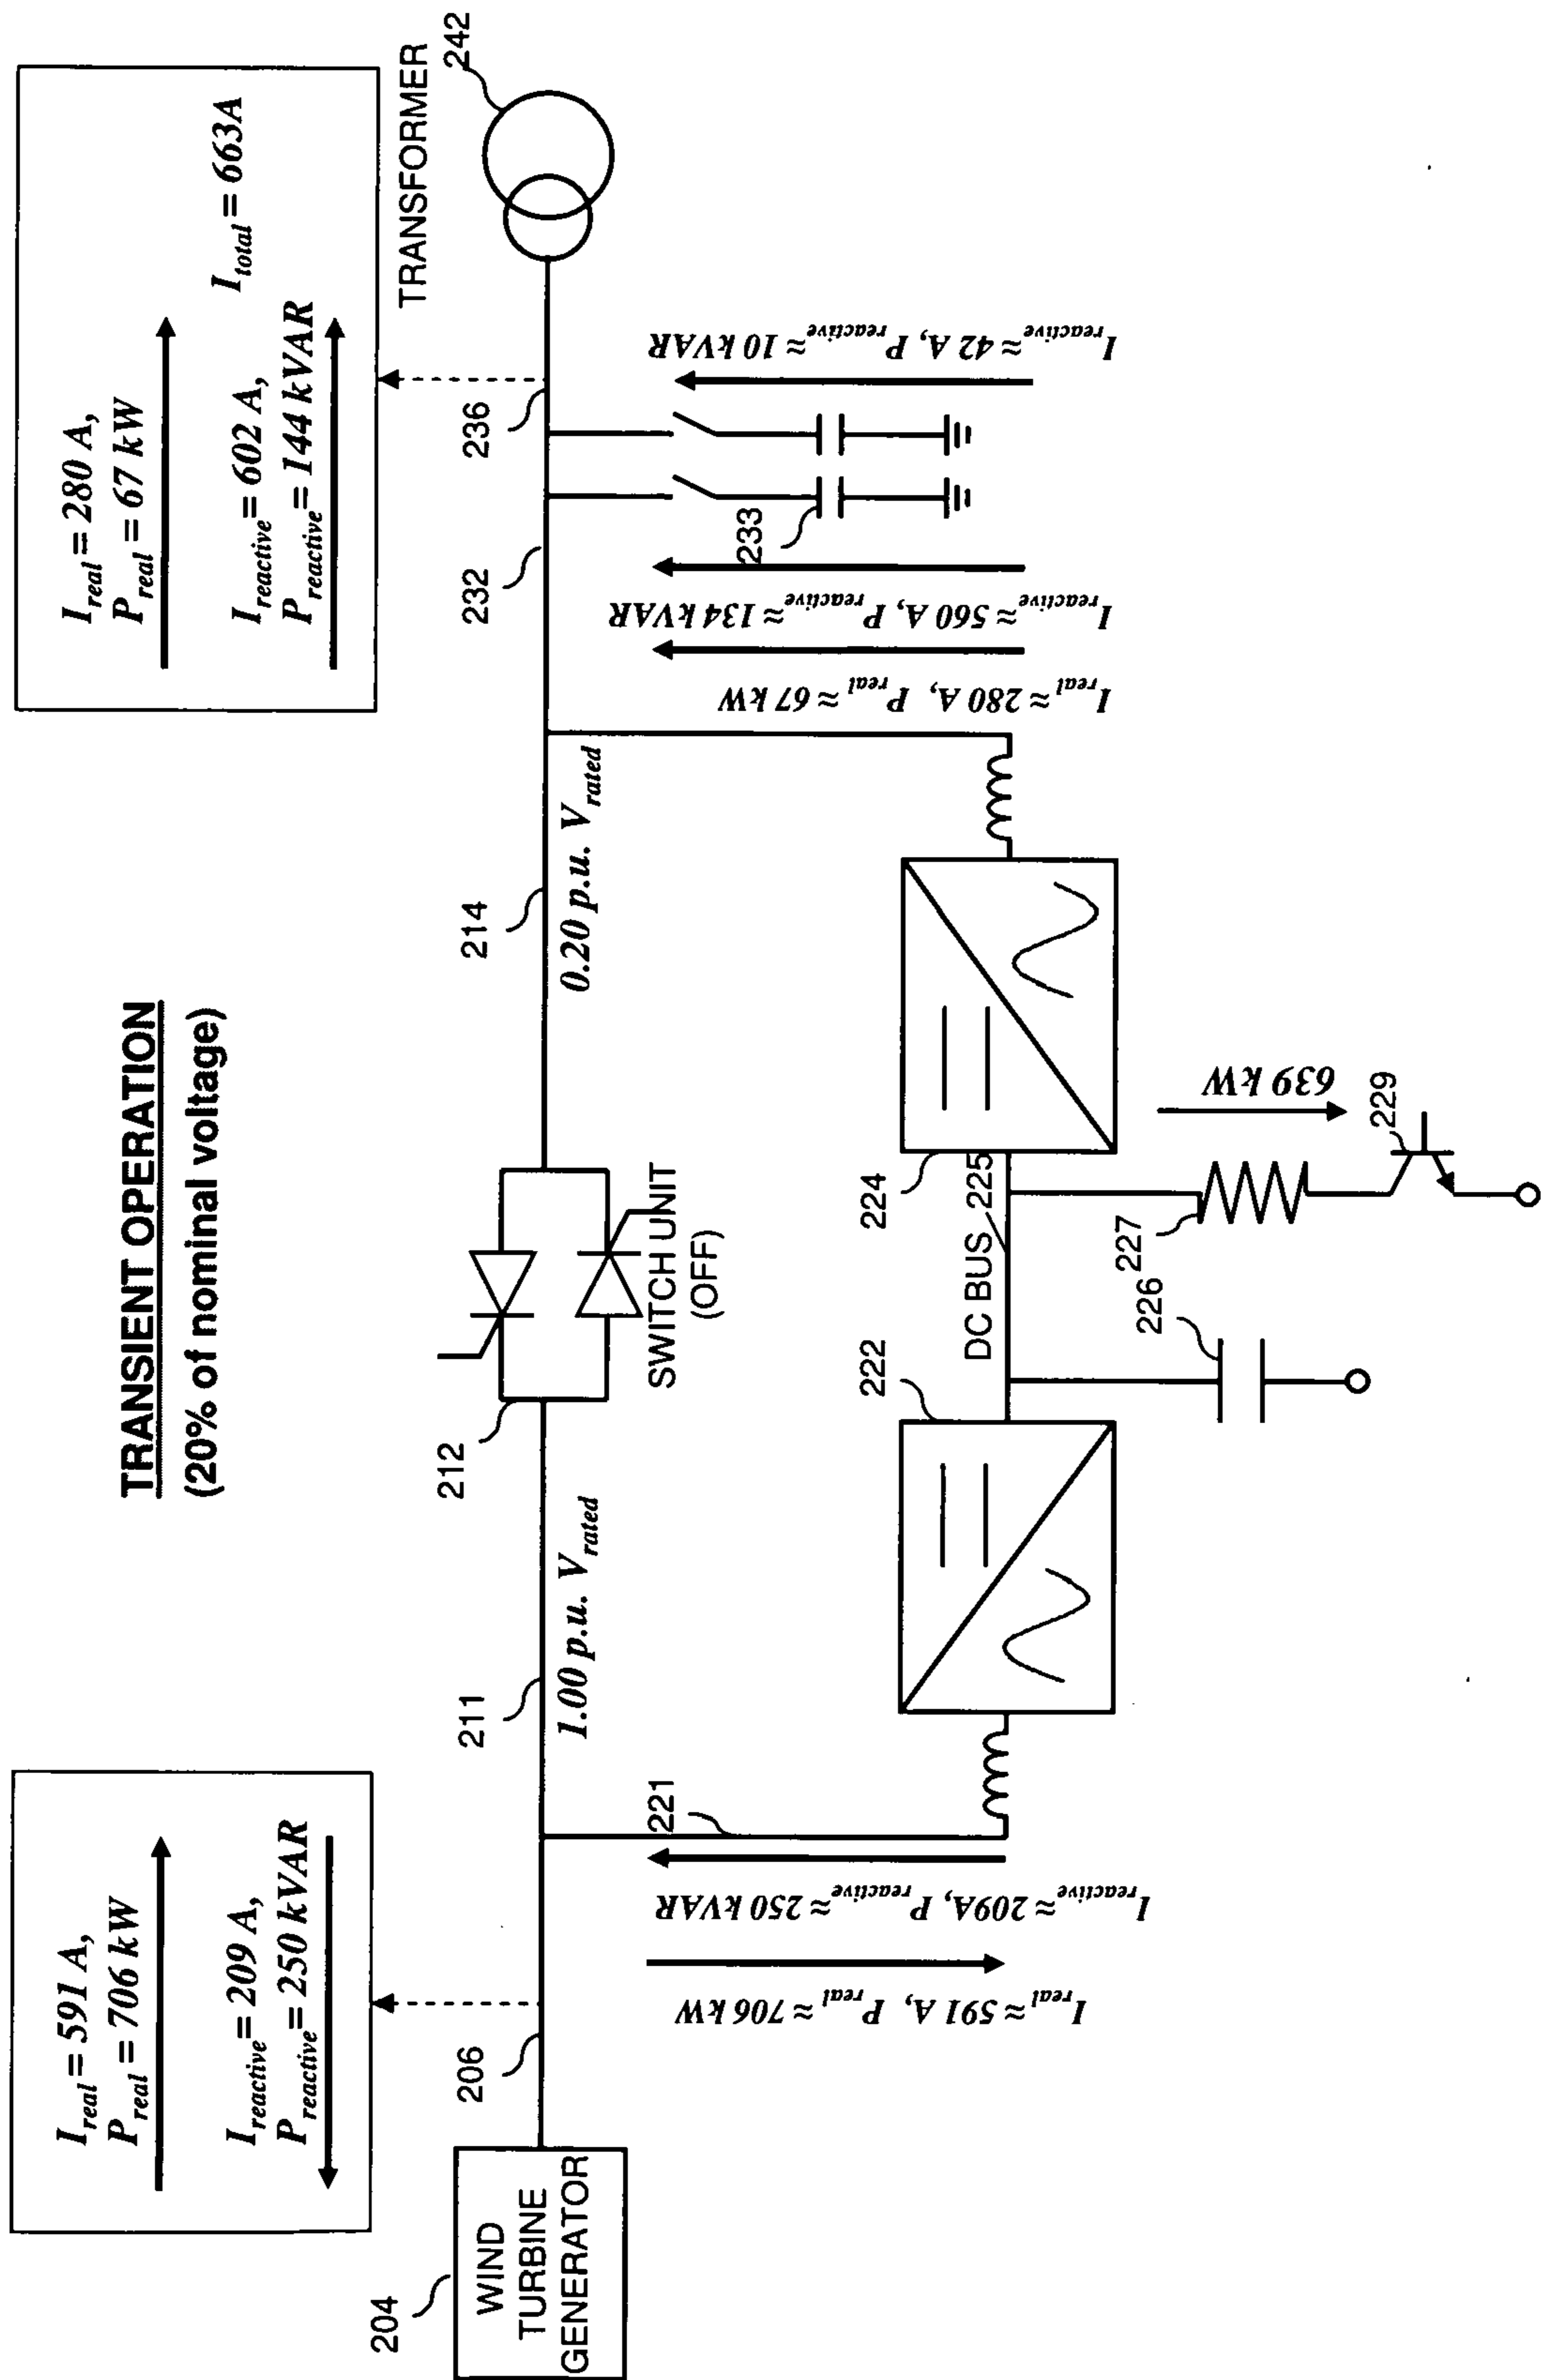 TRANSIENT OPERATION
(20% of nominal voltage)
I_real = 591 A,
P_real = 706 kW
I_reactive = 209 A,
P_reactive = 250 kVAR
I_real = 280 A,
P_real = 67 kW
I_reactive = 602 A,
P_reactive = 144 kVAR
I_total = 663A
204
WIND
TURBINE
GENERATOR
206
211
1.00 p.u. V_rated
212
SWITCH UNIT
(OFF)
214
0.20 p.u. V_rated
232
236
TRANSFORMER
242
221
I_real ≈ 591 A, P_real ≈ 706 kW
I_reactive ≈ 209A, P_reactive ≈ 250 kVAR
I_real ≈ 280 A, P_real ≈ 67 kW
I_reactive ≈ 560 A, P_reactive ≈ 134 kVAR
233
I_reactive ≈ 42 A, P_reactive ≈ 10 kVAR
222
DC BUS
225
224
226
227
229
639 kW